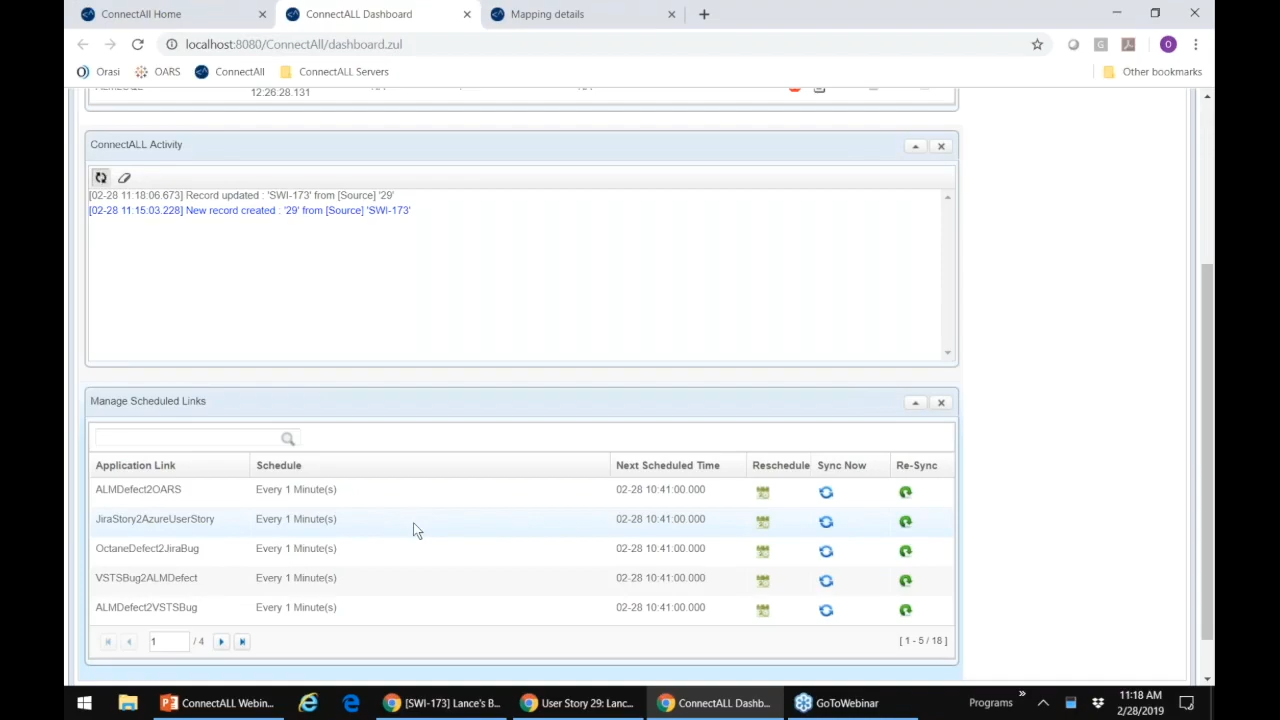 ConnectAll Home
ConnectALL Dashboard
Mapping details
localhost:8080/ConnectAll/dashboard.zul
G
O
Orasi
OARS
ConnectAll
ConnectALL Servers
Other bookmarks
12:26:28.131
ConnectALL Activity
[02-28 11:18:06.673] Record updated : 'SWI-173' from [Source] '29'
[02-28 11:15:03.228] New record created : '29' from [Source] 'SWI-173'
Manage Scheduled Links
Application Link Schedule Next Scheduled Time Reschedule Sync Now Re-Sync
ALMDefect2OARS Every 1 Minute(s) 02-28 10:41:00.000
JiraStory2AzureUserStory Every 1 Minute(s) 02-28 10:41:00.000
OctaneDefect2JiraBug Every 1 Minute(s) 02-28 10:41:00.000
VSTSBug2ALMDefect Every 1 Minute(s) 02-28 10:41:00.000
ALMDefect2VSTSBug Every 1 Minute(s) 02-28 10:41:00.000
1 / 4 [ 1 - 5 / 18 ]
ConnectALL Webin...
[SWI-173] Lance's B...
User Story 29: Lanc...
ConnectALL Dashb...
GoToWebinar
Programs
11:18 AM
2/28/2019